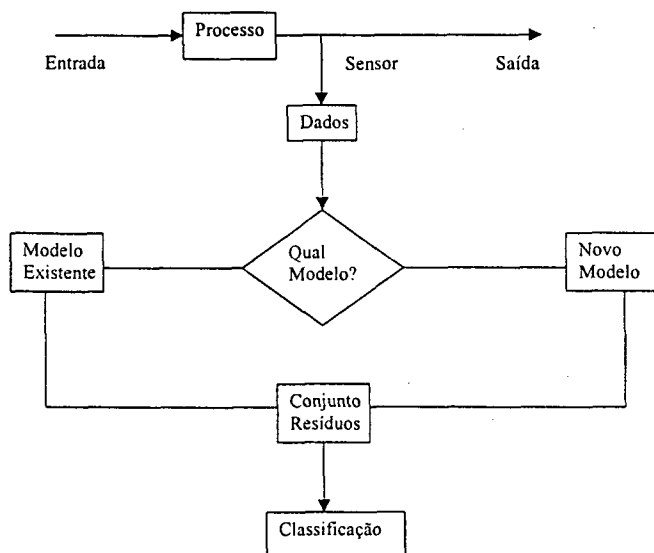 Processo
Entrada
Sensor
Saída
Dados
Qual
Modelo?
Modelo
Existente
Novo
Modelo
Conjunto
Resíduos
Classificação